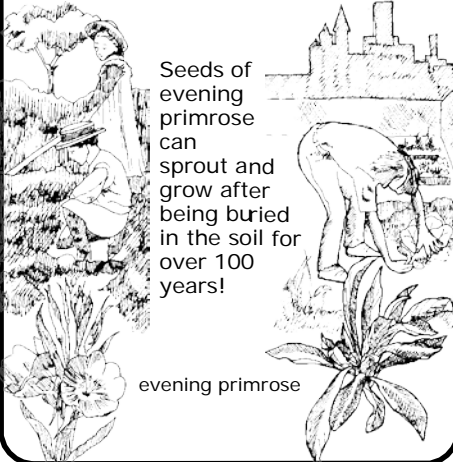 Seeds of
evening
primrose
can
sprout and
grow after
being buried
in the soil for
over 100
years!
evening primrose